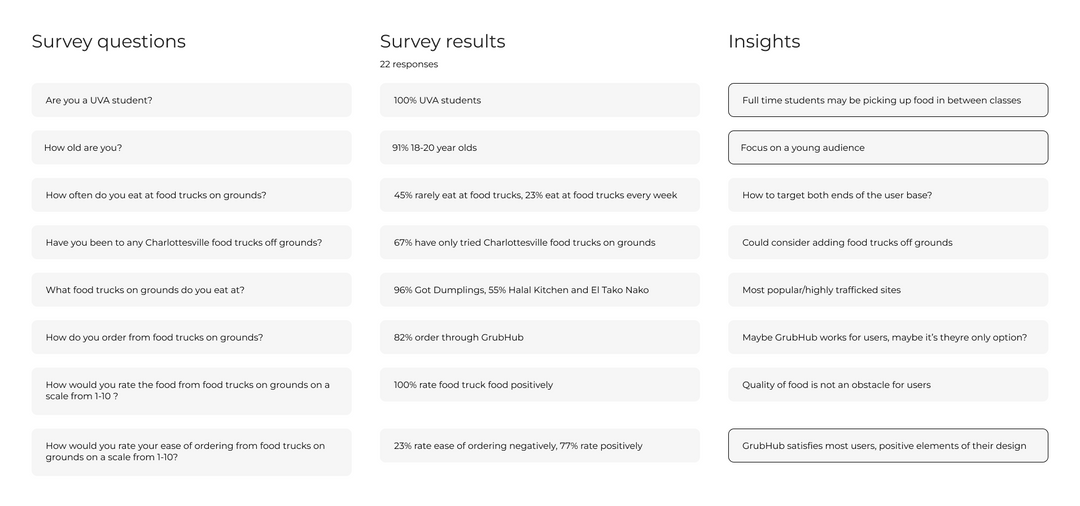 Survey questions
Survey results
Insights
22 responses
Are you a UVA student?
100% UVA students
Full time students may be picking up food in between classes
How old are you?
91% 18-20 year olds
Focus on a young audience
How often do you eat at food trucks on grounds?
45% rarely eat at food trucks, 23% eat at food trucks every week
How to target both ends of the user base?
Have you been to any Charlottesville food trucks off grounds?
67% have only tried Charlottesville food trucks on grounds
Could consider adding food trucks off grounds
What food trucks on grounds do you eat at?
96% Got Dumplings, 55% Halal Kitchen and El Tako Nako
Most popular/highly trafficked sites
How do you order from food trucks on grounds?
82% order through GrubHub
Maybe GrubHub works for users, maybe it’s theyre only option?
How would you rate the food from food trucks on grounds on a
scale from 1-10 ?
100% rate food truck food positively
Quality of food is not an obstacle for users
How would you rate your ease of ordering from food trucks on
grounds on a scale from 1-10?
23% rate ease of ordering negatively, 77% rate positively
GrubHub satisfies most users, positive elements of their design